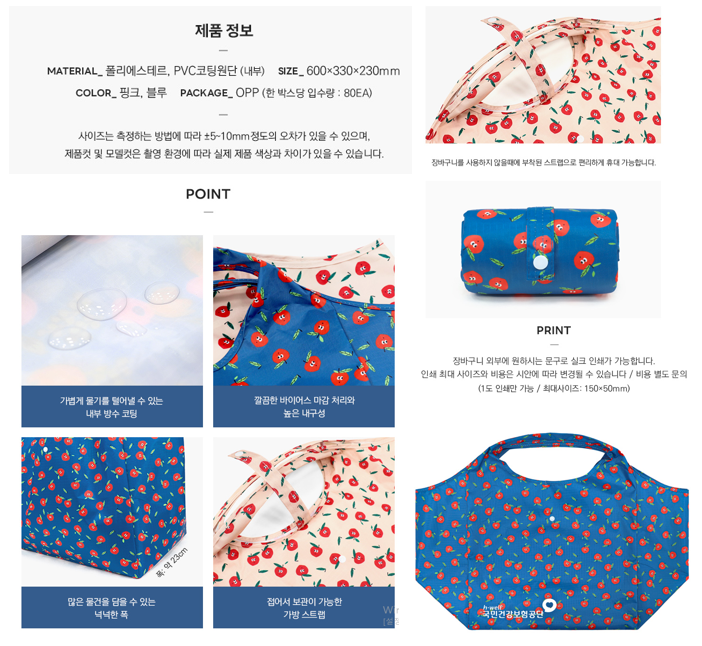 제품 정보
MATERIAL_ 폴리에스테르, PVC코팅원단 (내부) SIZE_ 600×330×230mm
COLOR_ 핑크, 블루 PACKAGE_ OPP (한 박스당 입수량 : 80EA)
사이즈는 측정하는 방법에 따라 ±5~10mm정도의 오차가 있을 수 있으며,
제품컷 및 모델컷은 촬영 환경에 따라 실제 제품 색상과 차이가 있을 수 있습니다.
POINT
가볍게 물기를 털어낼 수 있는
내부 방수 코팅
깔끔한 바이어스 마감 처리와
높은 내구성
폭: 약 23cm
많은 물건을 담을 수 있는
넉넉한 폭
접어서 보관이 가능한
가방 스트랩
장바구니를 사용하지 않을때에 부착된 스트랩으로 편리하게 휴대 가능합니다.
PRINT
장바구니 외부에 원하시는 문구로 실크 인쇄가 가능합니다.
인쇄 최대 사이즈와 비용은 시안에 따라 변경될 수 있습니다 / 비용 별도 문의
(1도 인쇄만 가능 / 최대사이즈: 150×50mm)
h-well
국민건강보험공단